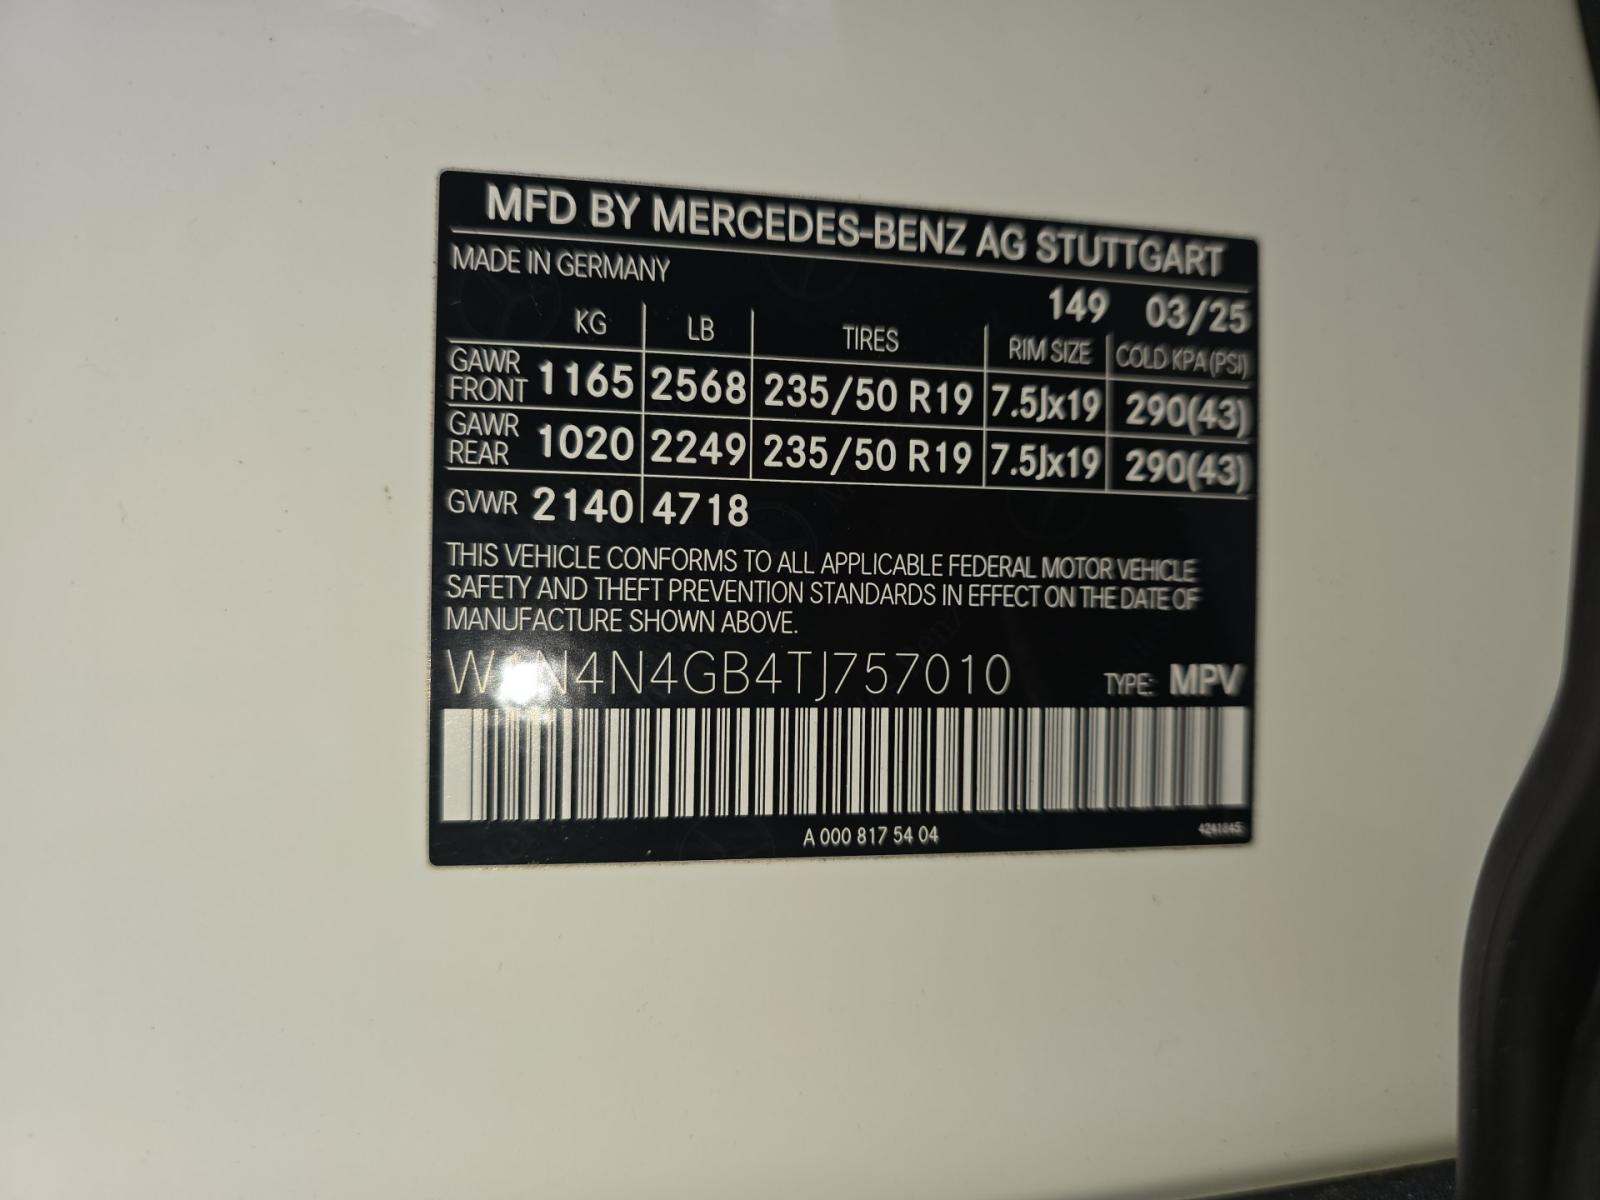 MFD BY MERCEDES-BENZ AG STUTTGART
MADE IN GERMANY
149 03/25
KG LB TIRES RIM SIZE COLD KPA (PSI)
GAWR FRONT 1165 2568 235/50 R19 7.5Jx19 290(43)
GAWR REAR 1020 2249 235/50 R19 7.5Jx19 290(43)
GVWR 2140 4718
THIS VEHICLE CONFORMS TO ALL APPLICABLE FEDERAL MOTOR VEHICLE
SAFETY AND THEFT PREVENTION STANDARDS IN EFFECT ON THE DATE OF
MANUFACTURE SHOWN ABOVE.
TYPE: MPV
A 000 817 54 04